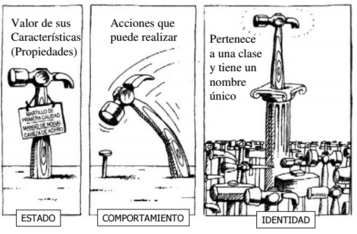 Valor de sus
Características
(Propiedades)
MARTILLO DE
PRIMERA CALIDAD
MANGO DE NOGAL
CABEZA DE ACERO
ESTADO
Acciones que
puede realizar
COMPORTAMIENTO
Pertenece
a una clase
y tiene un
nombre
único
IDENTIDAD